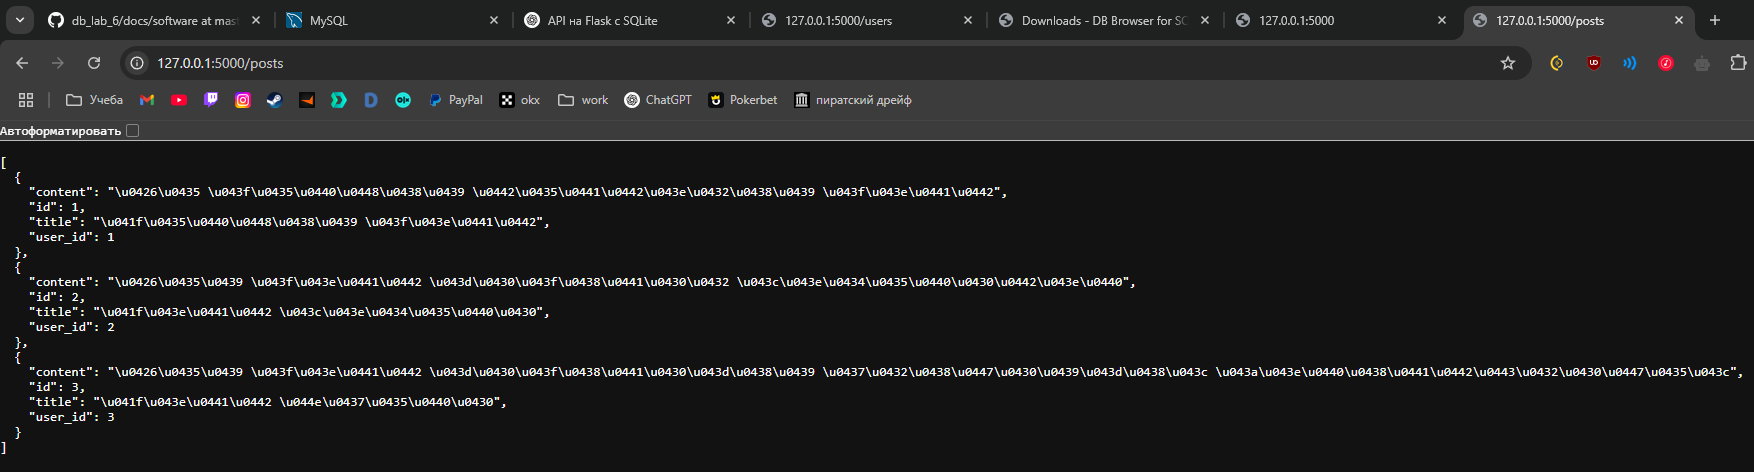 db_lab_6/docs/software at mast
MySQL
API на Flask с SQLite
127.0.0.1:5000/users
Downloads - DB Browser for SQ
127.0.0.1:5000
127.0.0.1:5000/posts
127.0.0.1:5000/posts
Учеба
PayPal
okx
work
ChatGPT
Pokerbet
пиратский дрейф
Автоформатировать
[
  {
    "content": "\u0426\u0435 \u043f\u0435\u0440\u0448\u0438\u0439 \u0442\u0435\u0441\u0442\u043e\u0432\u0438\u0439 \u043f\u043e\u0441\u0442",
    "id": 1,
    "title": "\u041f\u0435\u0440\u0448\u0438\u0439 \u043f\u043e\u0441\u0442",
    "user_id": 1
  },
  {
    "content": "\u0426\u0435\u0439 \u043f\u043e\u0441\u0442 \u043d\u0430\u043f\u0438\u0441\u0430\u0432 \u043c\u043e\u0434\u0435\u0440\u0430\u0442\u043e\u0440",
    "id": 2,
    "title": "\u041f\u043e\u0441\u0442 \u043c\u043e\u0434\u0435\u0440\u0430",
    "user_id": 2
  },
  {
    "content": "\u0426\u0435\u0439 \u043f\u043e\u0441\u0442 \u043d\u0430\u043f\u0438\u0441\u0430\u043d\u0438\u0439 \u0437\u0432\u0438\u0447\u0430\u0439\u043d\u0438\u043c \u043a\u043e\u0440\u0438\u0441\u0442\u0443\u0432\u0430\u0447\u0435\u043c",
    "id": 3,
    "title": "\u041f\u043e\u0441\u0442 \u044e\u0437\u0435\u0440\u0430",
    "user_id": 3
  }
]